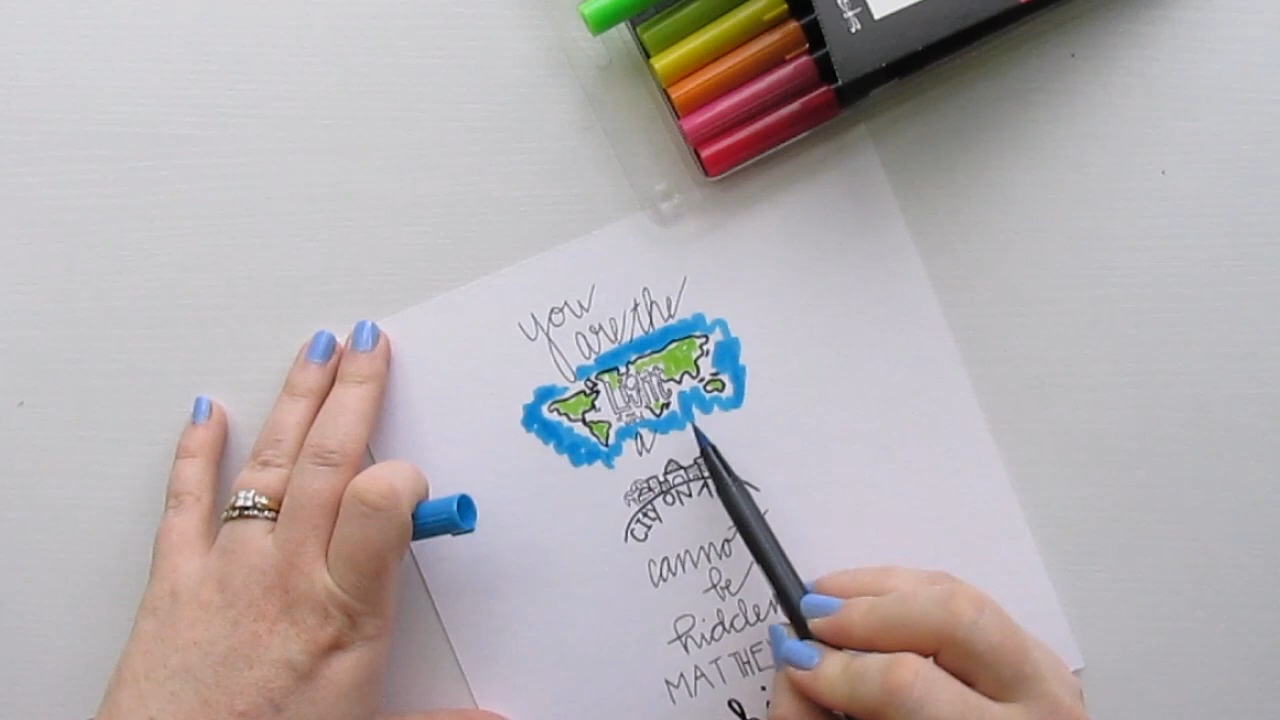 you
are the
Light
a
CITY ON
cannot
be
hidden
MATTHEW